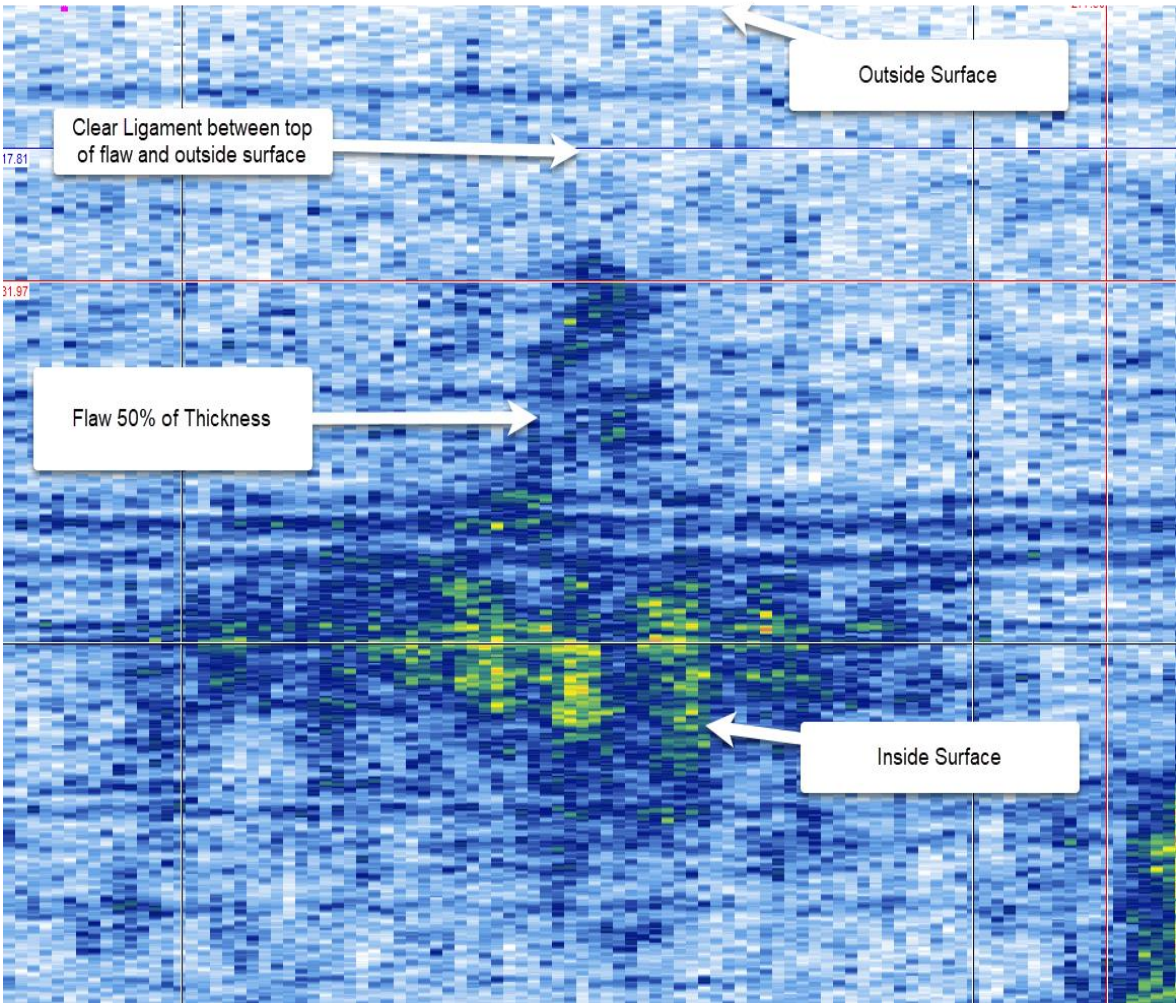 Outside Surface
Clear Ligament between top
of flaw and outside surface
17.81
31.97
Flaw 50% of Thickness
Inside Surface